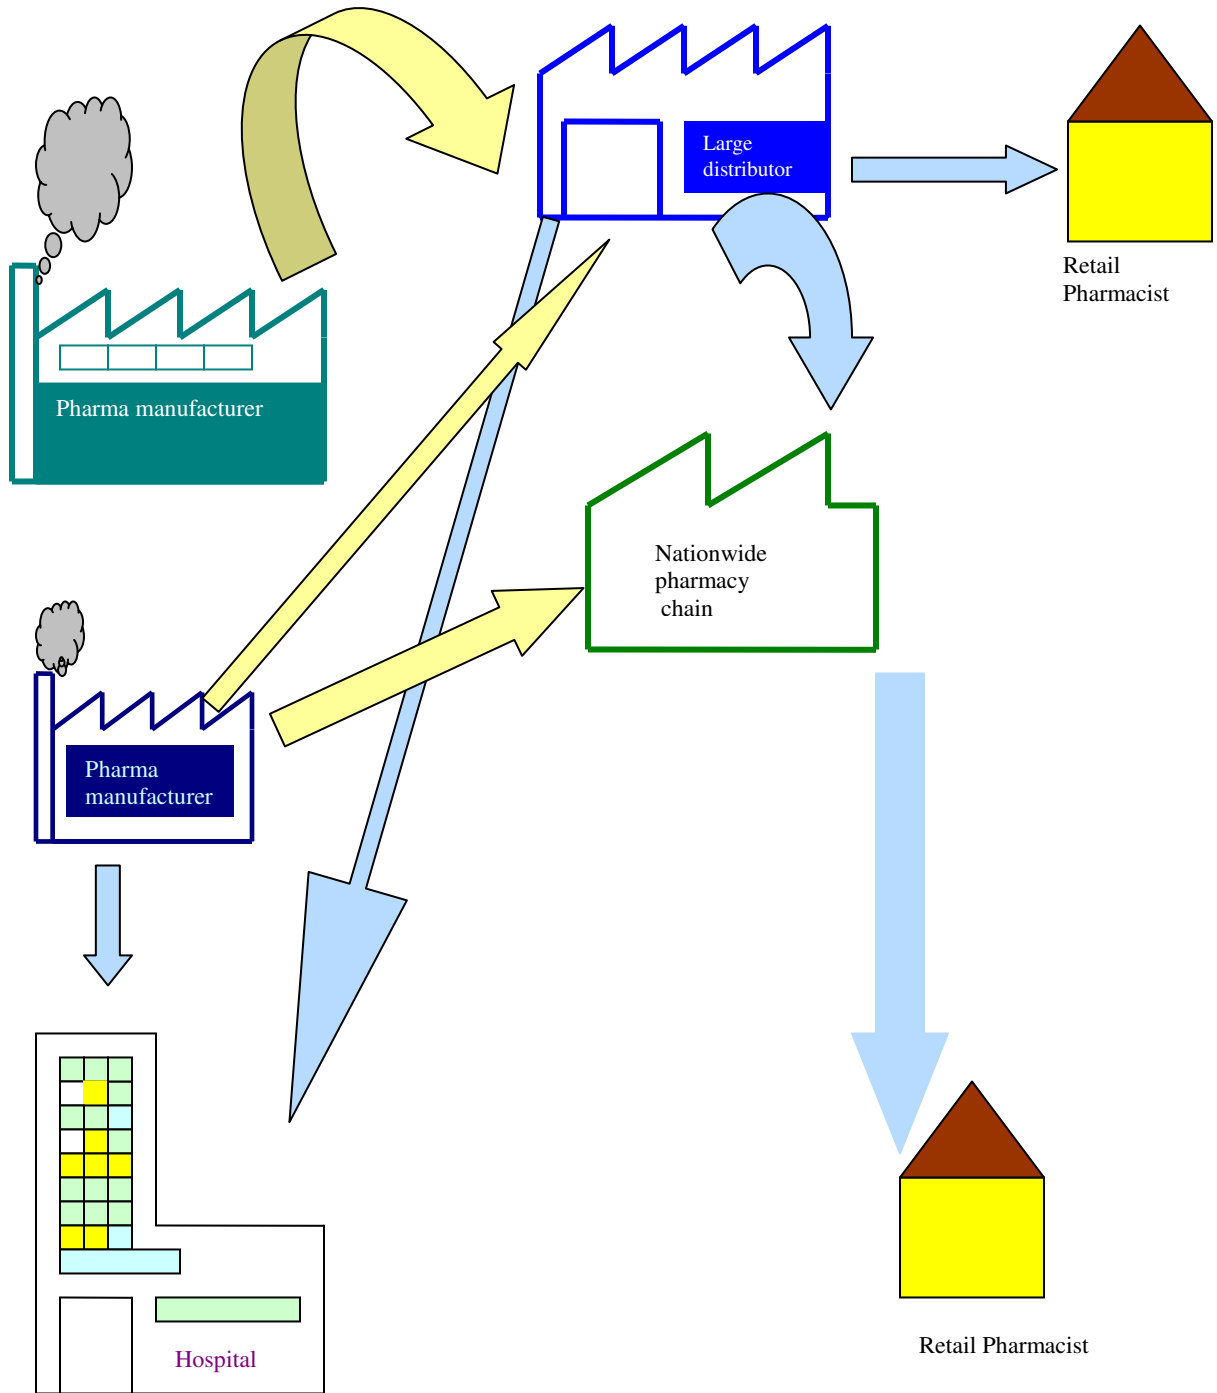 Large
distributor
Retail
Pharmacist
Pharma manufacturer
Nationwide
pharmacy
chain
Pharma
manufacturer
Retail Pharmacist
Hospital